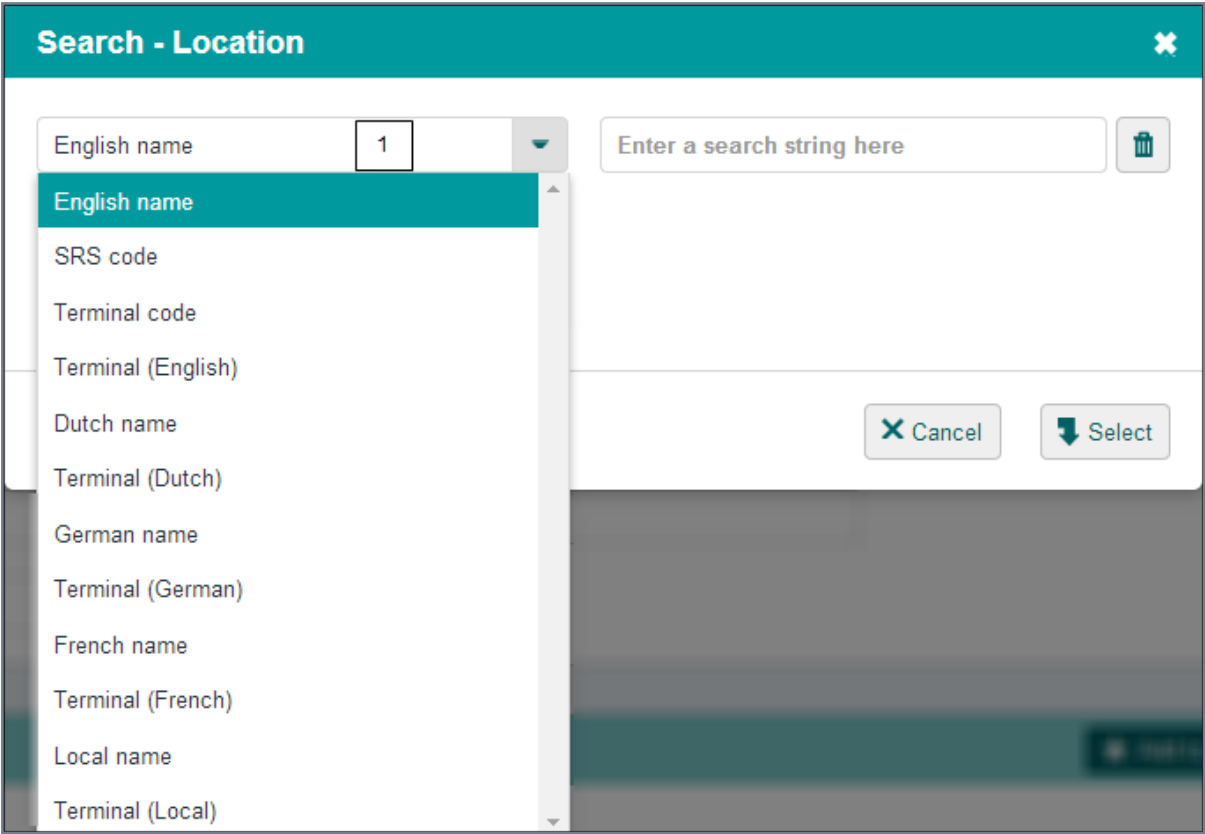 Search - Location
English name 1
Enter a search string here
English name
SRS code
Terminal code
Terminal (English)
Dutch name
Terminal (Dutch)
German name
Terminal (German)
French name
Terminal (French)
Local name
Terminal (Local)
Cancel
Select